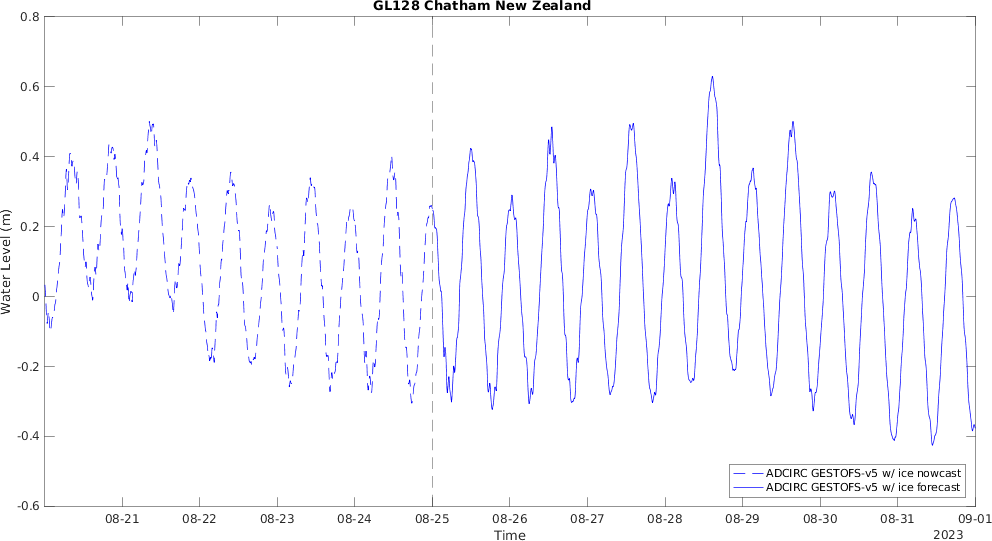 GL128 Chatham New Zealand
0.8
0.6
0.4
0.2
0
-0.2
-0.4
-0.6
Water Level (m)
ADCIRC GESTOFS-v5 w/ ice nowcast
ADCIRC GESTOFS-v5 w/ ice forecast
08-21 08-22 08-23 08-24 08-25 08-26 08-27 08-28 08-29 08-30 08-31 09-01
Time
2023